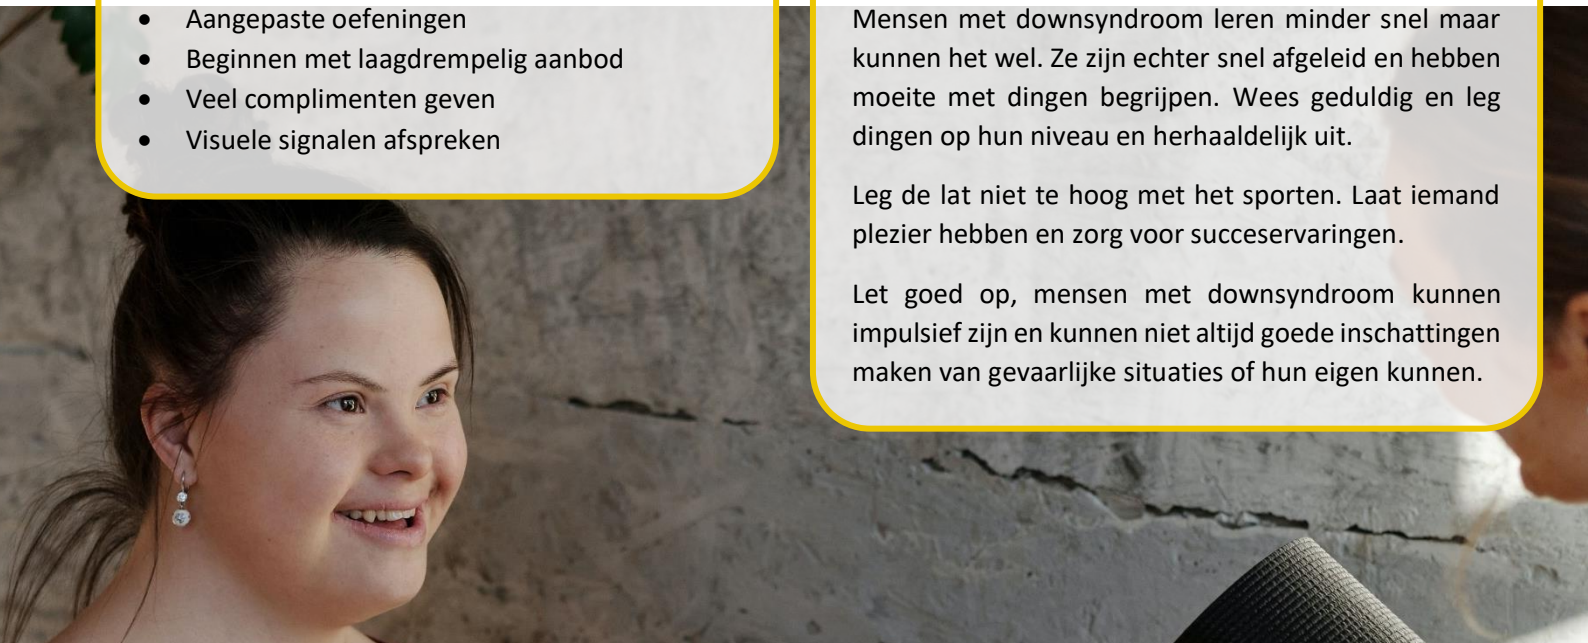 • Aangepaste oefeningen
• Beginnen met laagdrempelig aanbod
• Veel complimenten geven
• Visuele signalen afspreken
Mensen met downsyndroom leren minder snel maar
kunnen het wel. Ze zijn echter snel afgeleid en hebben
moeite met dingen begrijpen. Wees geduldig en leg
dingen op hun niveau en herhaaldelijk uit.
Leg de lat niet te hoog met het sporten. Laat iemand
plezier hebben en zorg voor succeservaringen.
Let goed op, mensen met downsyndroom kunnen
impulsief zijn en kunnen niet altijd goede inschattingen
maken van gevaarlijke situaties of hun eigen kunnen.